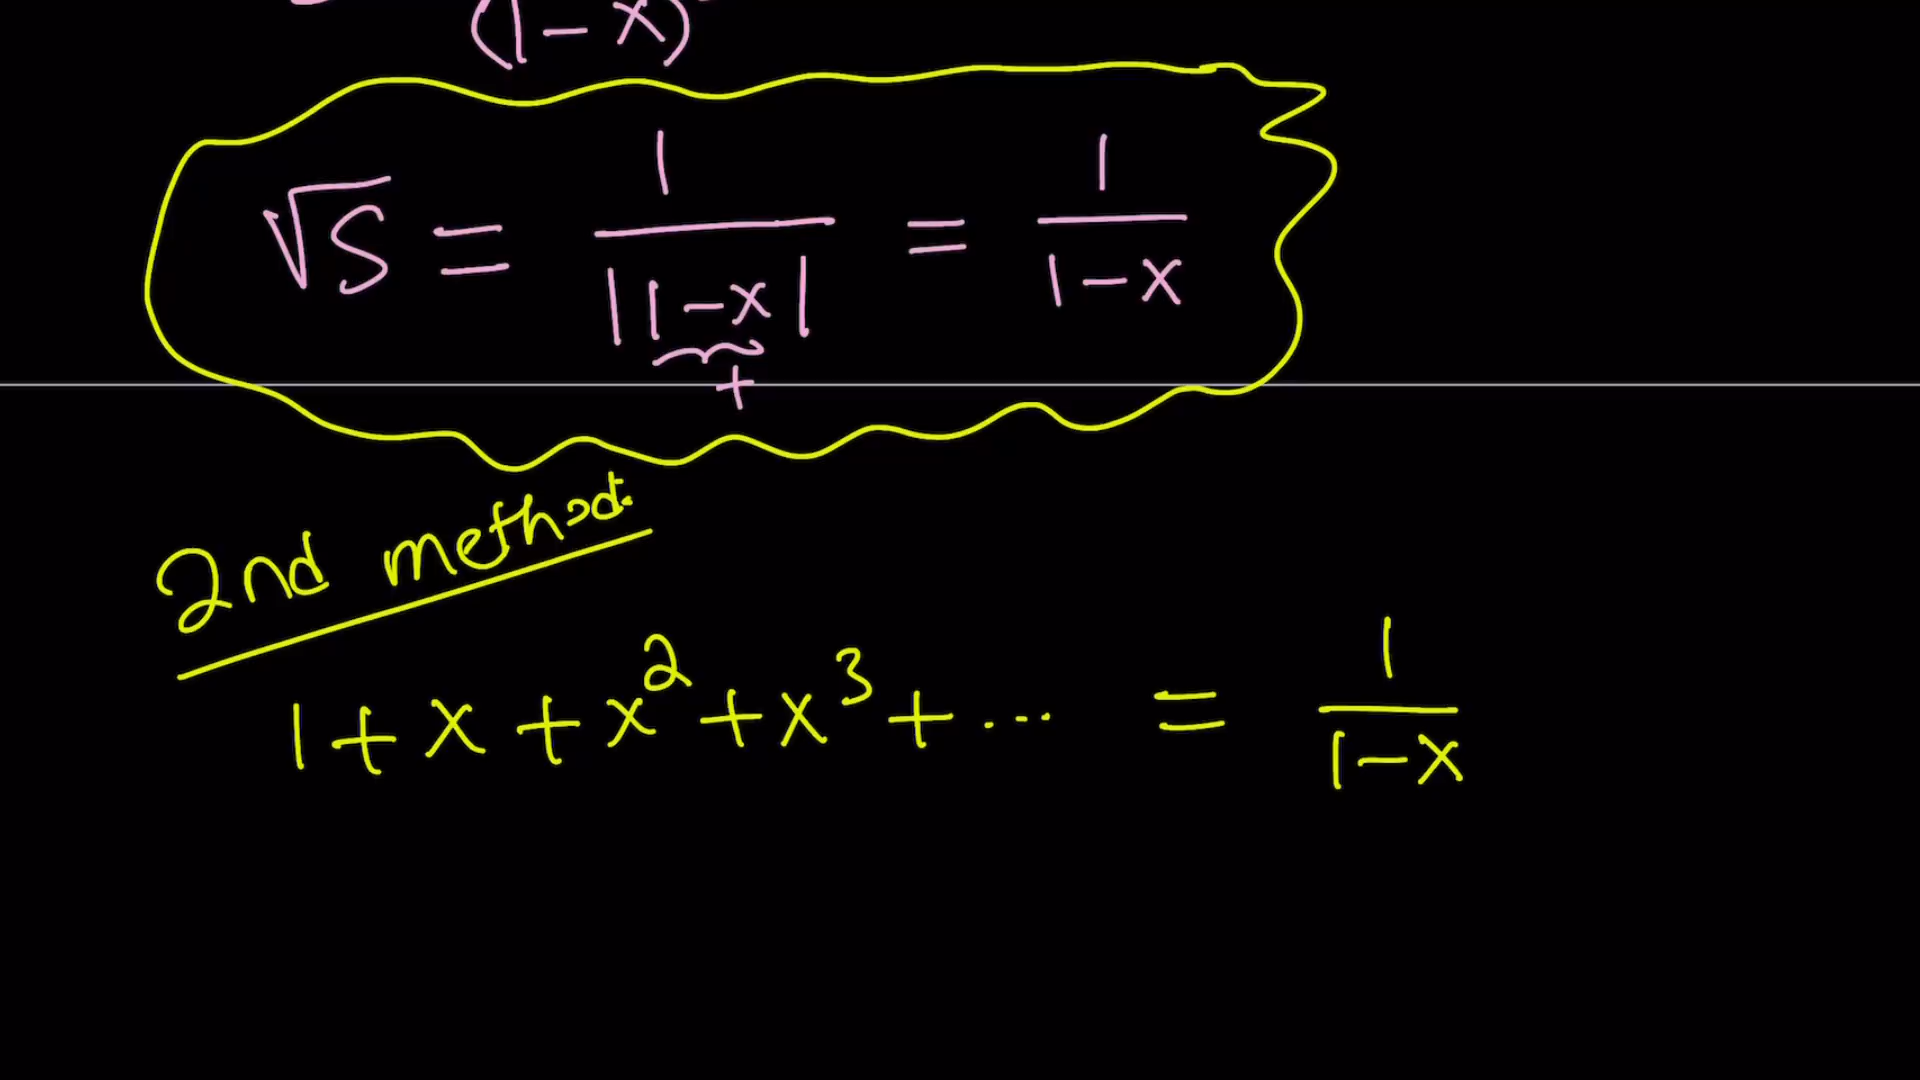 (1-x)
√S = 1/|1-x| = 1/(1-x)
+
2nd method:
1+x+x²+x³+... = 1/(1-x)